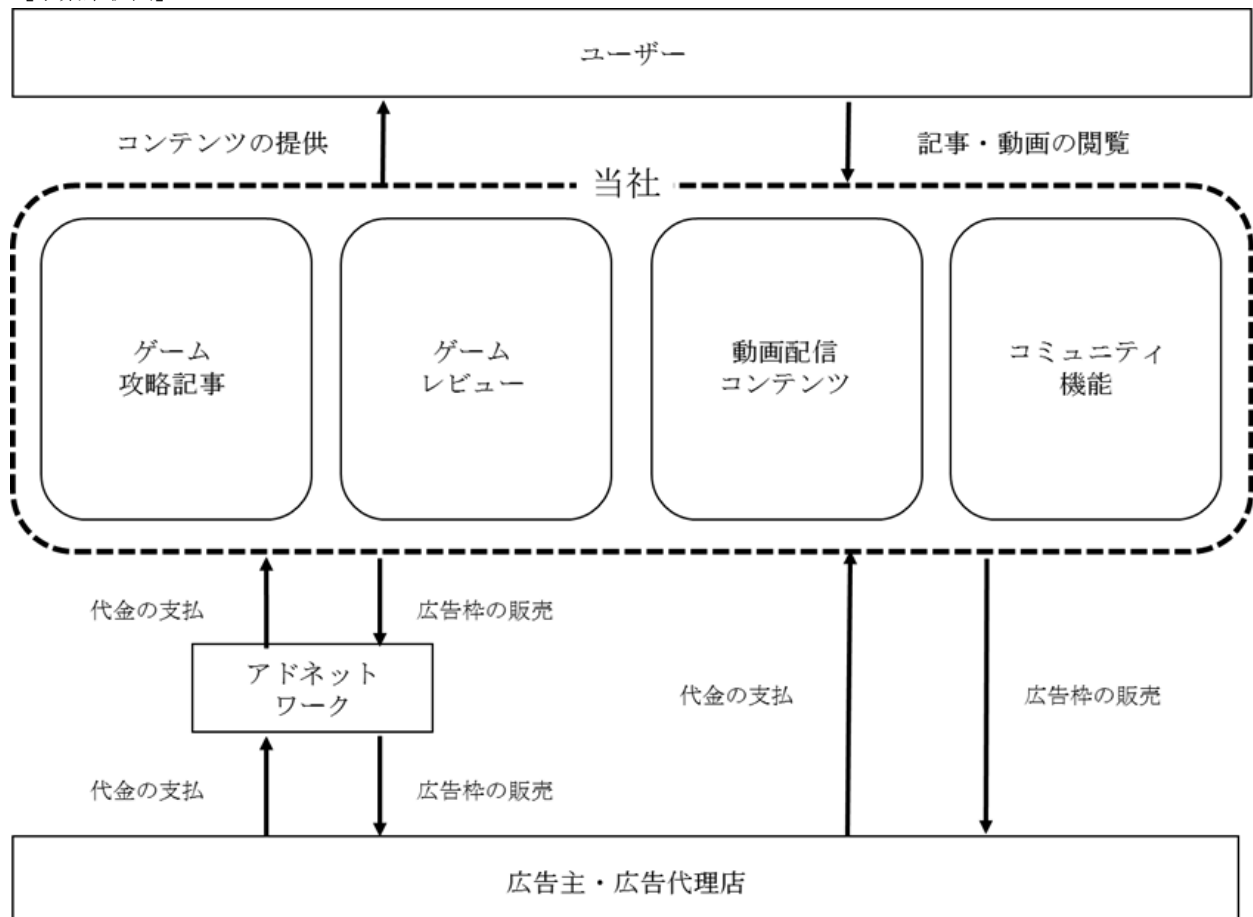 ユーザー
コンテンツの提供
記事・動画の閲覧
当社
ゲーム
攻略記事
ゲーム
レビュー
動画配信
コンテンツ
コミュニティ
機能
代金の支払
広告枠の販売
アドネット
ワーク
代金の支払
広告枠の販売
代金の支払
広告枠の販売
広告主・広告代理店